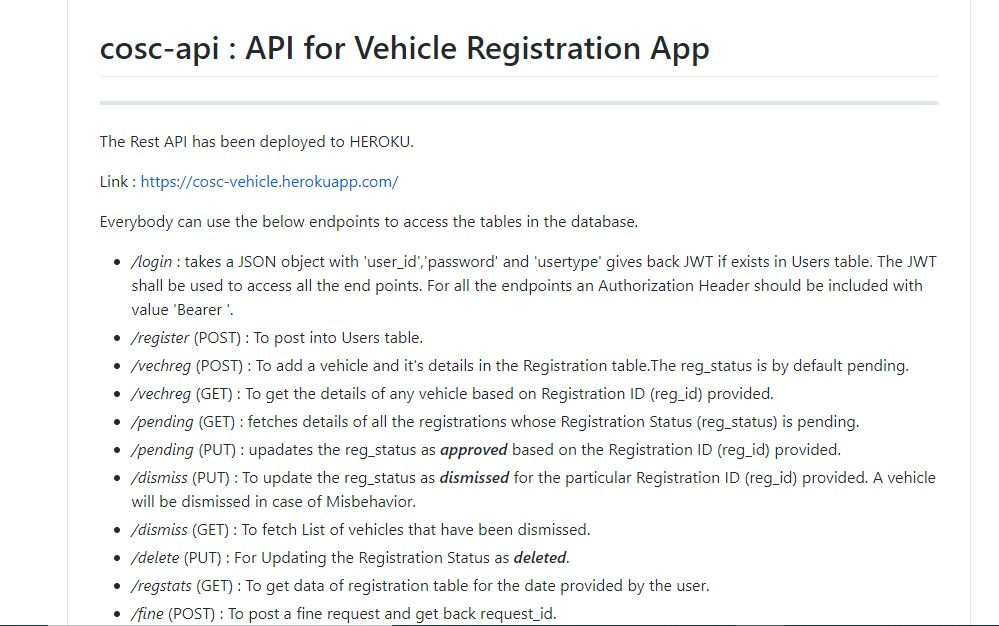 cosc-api : API for Vehicle Registration App
The Rest API has been deployed to HEROKU.
Link : https://cosc-vehicle.herokuapp.com/
Everybody can use the below endpoints to access the tables in the database.
• /login : takes a JSON object with 'user_id','password' and 'usertype' gives back JWT if exists in Users table. The JWT
shall be used to access all the end points. For all the endpoints an Authorization Header should be included with
value 'Bearer '.
• /register (POST) : To post into Users table.
• /vechreg (POST) : To add a vehicle and it's details in the Registration table.The reg_status is by default pending.
• /vechreg (GET) : To get the details of any vehicle based on Registration ID (reg_id) provided.
• /pending (GET) : fetches details of all the registrations whose Registration Status (reg_status) is pending.
• /pending (PUT) : upadates the reg_status as approved based on the Registration ID (reg_id) provided.
• /dismiss (PUT) : To update the reg_status as dismissed for the particular Registration ID (reg_id) provided. A vehicle
will be dismissed in case of Misbehavior.
• /dismiss (GET) : To fetch List of vehicles that have been dismissed.
• /delete (PUT) : For Updating the Registration Status as deleted.
• /regstats (GET) : To get data of registration table for the date provided by the user.
• /fine (POST) : To post a fine request and get back request_id.